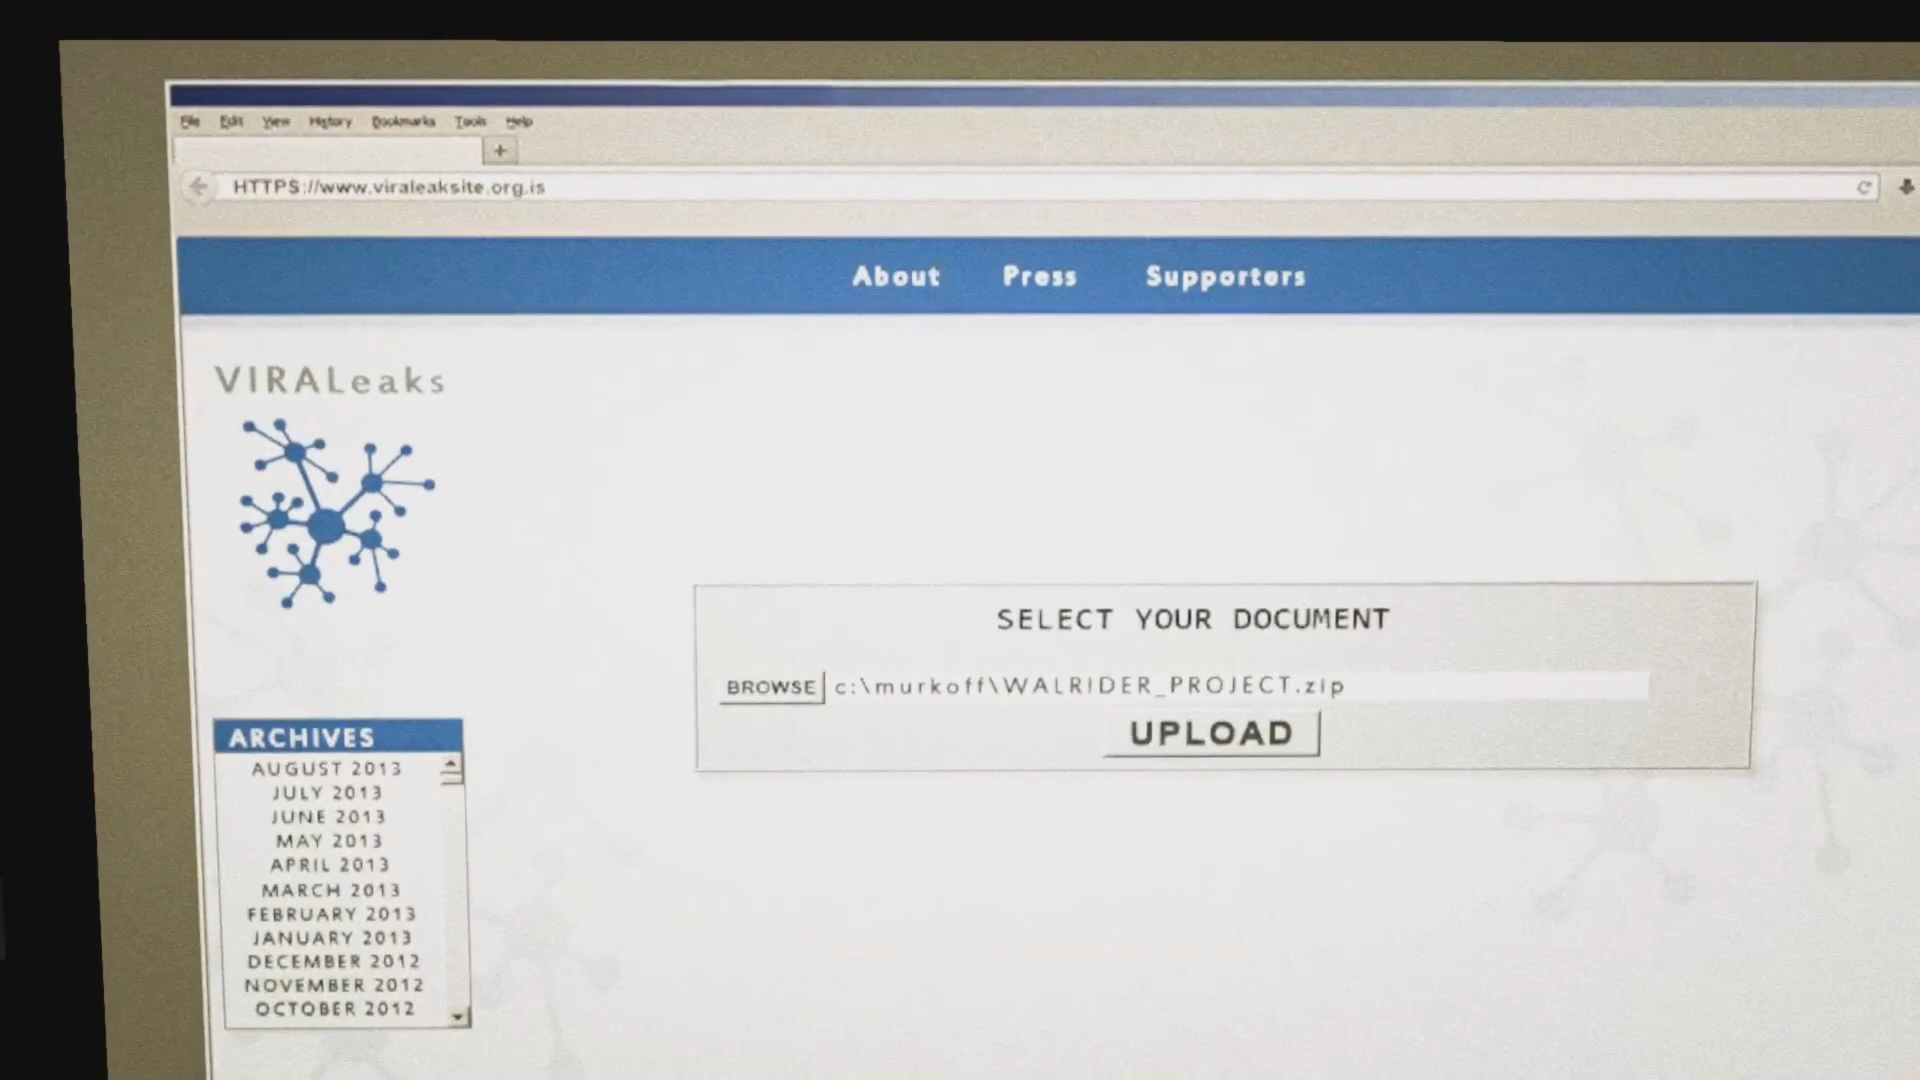 File Edit View History Bookmarks Tools Help
+
HTTPS://www.viraleaksite.org.is
About Press Supporters
VIRALeaks
SELECT YOUR DOCUMENT
BROWSE c:\murkoff\WALRIDER_PROJECT.zip
UPLOAD
ARCHIVES
AUGUST 2013
JULY 2013
JUNE 2013
MAY 2013
APRIL 2013
MARCH 2013
FEBRUARY 2013
JANUARY 2013
DECEMBER 2012
NOVEMBER 2012
OCTOBER 2012